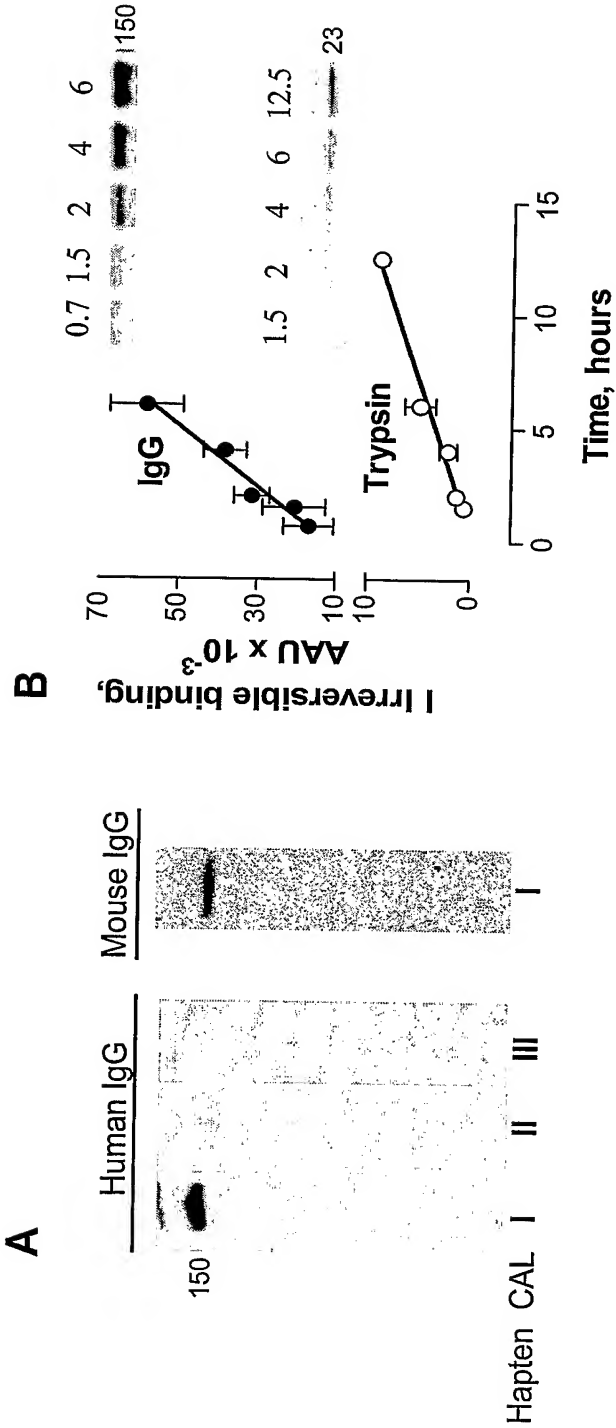 A
Human IgG
Mouse IgG
150
Hapten CAL I II III
I
B
I Irreversible binding,
AAU x 10-3
70
50
30
10
10
0
IgG
0.7 1.5 2 4 6
150
Trypsin
1.5 2 4 6 12.5
23
0 5 10 15
Time, hours